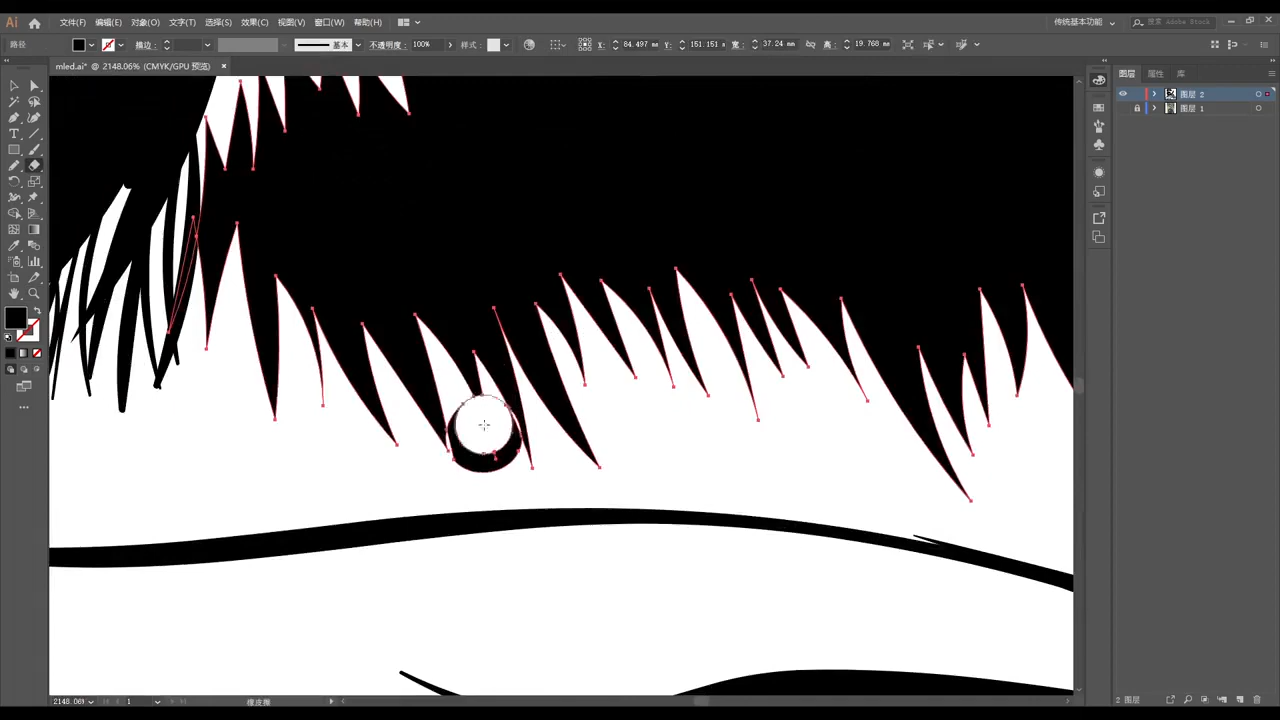 Ai 文件(F) 编辑(E) 对象(O) 文字(T) 选择(S) 效果(C) 视图(V) 窗口(W) 帮助(H) 传统基本功能 搜索 Adobe Stock
路径 描边: 基本 不透明度: 100% 样式: X: 84.497 mm Y: 151.151 m 宽: 37.24 mm 高: 19.768 mm
mled.ai* @ 2148.06% (CMYK/GPU 预览) ×
图层 属性 库
图层 2
图层 1
2148.06% 1 橡皮擦 2 图层